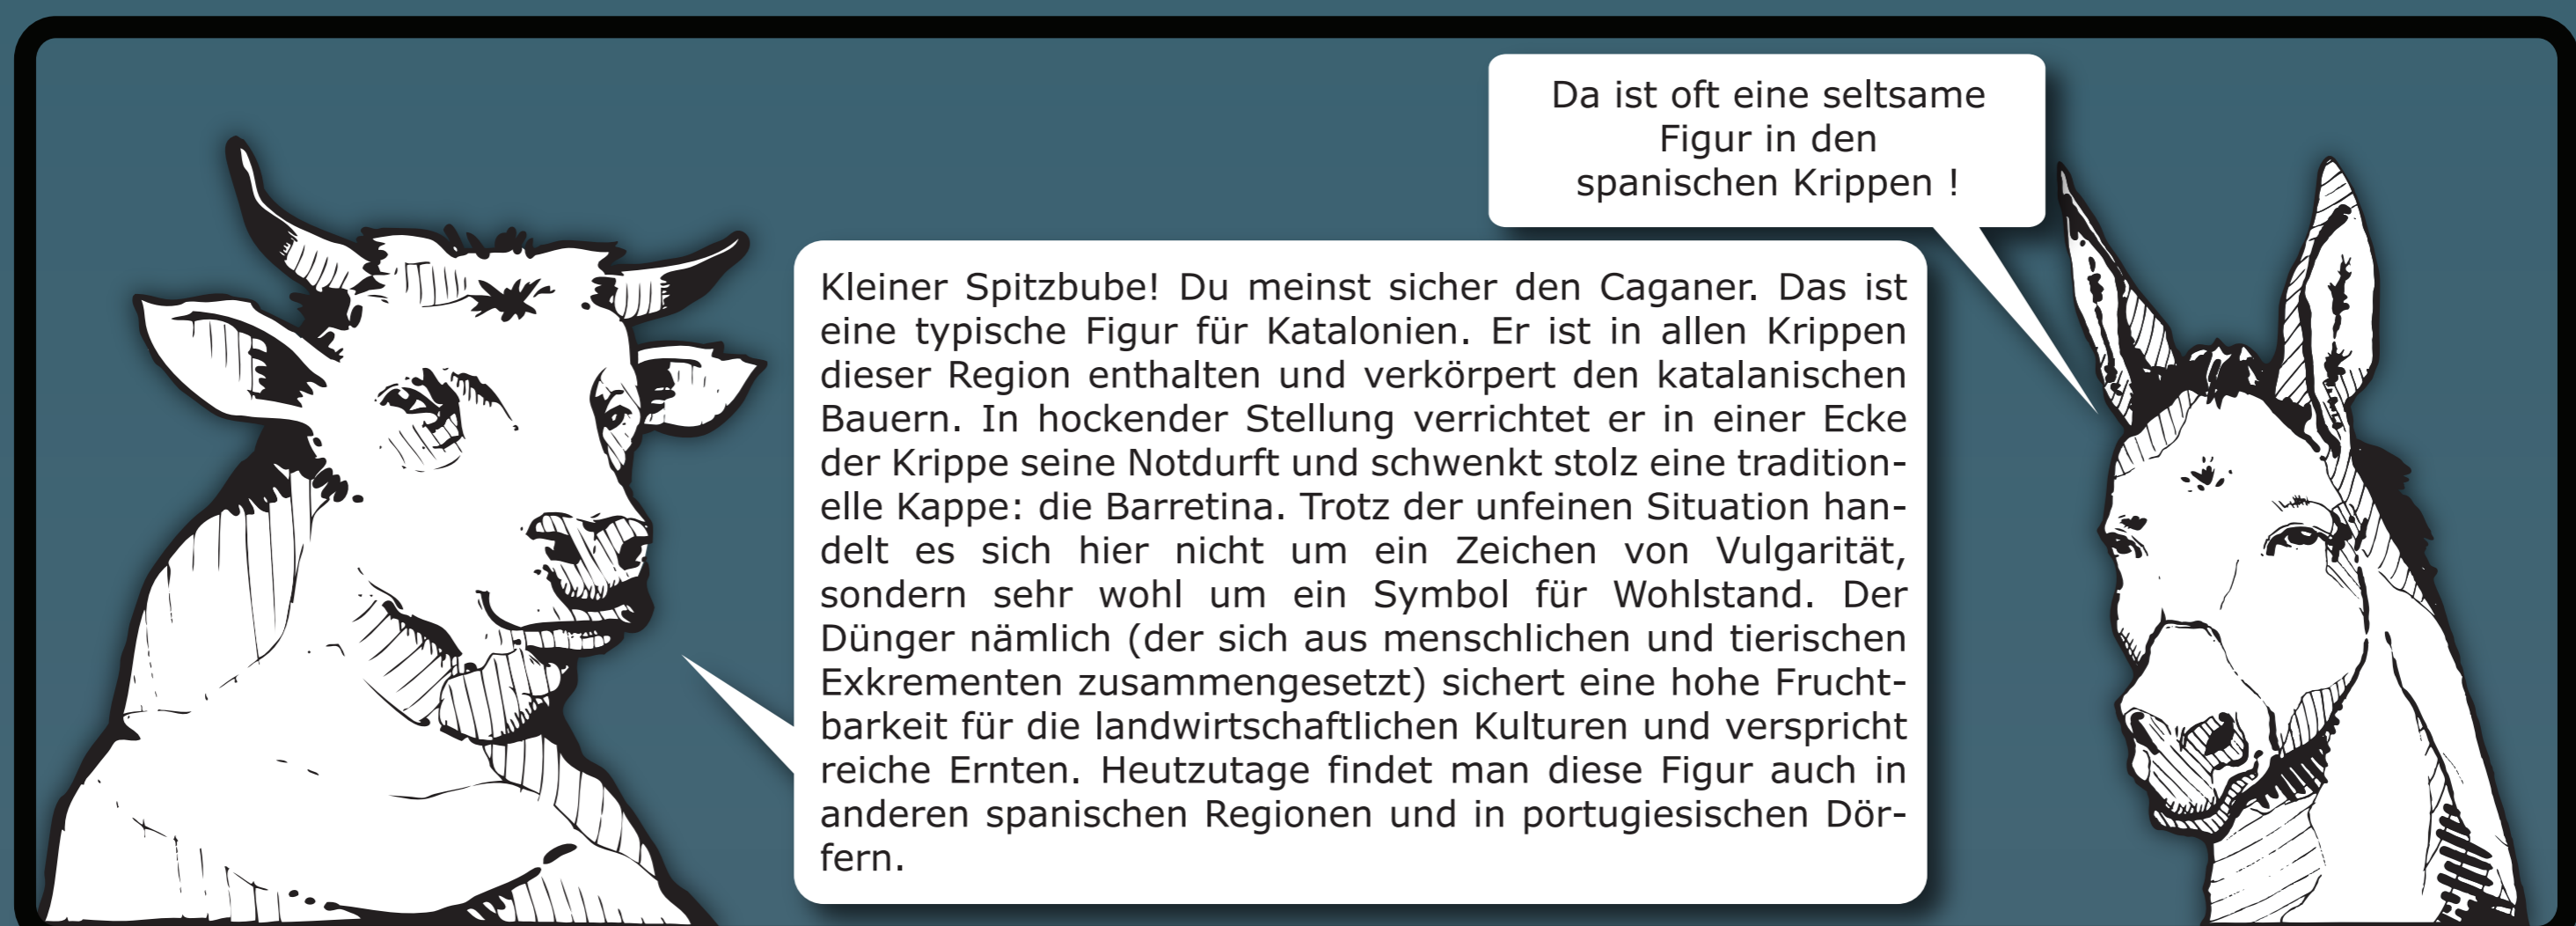 Da ist oft eine seltsame
Figur in den
spanischen Krippen !
Kleiner Spitzbube! Du meinst sicher den Caganer. Das ist
eine typische Figur für Katalonien. Er ist in allen Krippen
dieser Region enthalten und verkörpert den katalanischen
Bauern. In hockender Stellung verrichtet er in einer Ecke
der Krippe seine Notdurft und schwenkt stolz eine tradition-
elle Kappe: die Barretina. Trotz der unfeinen Situation han-
delt es sich hier nicht um ein Zeichen von Vulgarität,
sondern sehr wohl um ein Symbol für Wohlstand. Der
Dünger nämlich (der sich aus menschlichen und tierischen
Exkrementen zusammengesetzt) sichert eine hohe Frucht-
barkeit für die landwirtschaftlichen Kulturen und verspricht
reiche Ernten. Heutzutage findet man diese Figur auch in
anderen spanischen Regionen und in portugiesischen Dör-
fern.